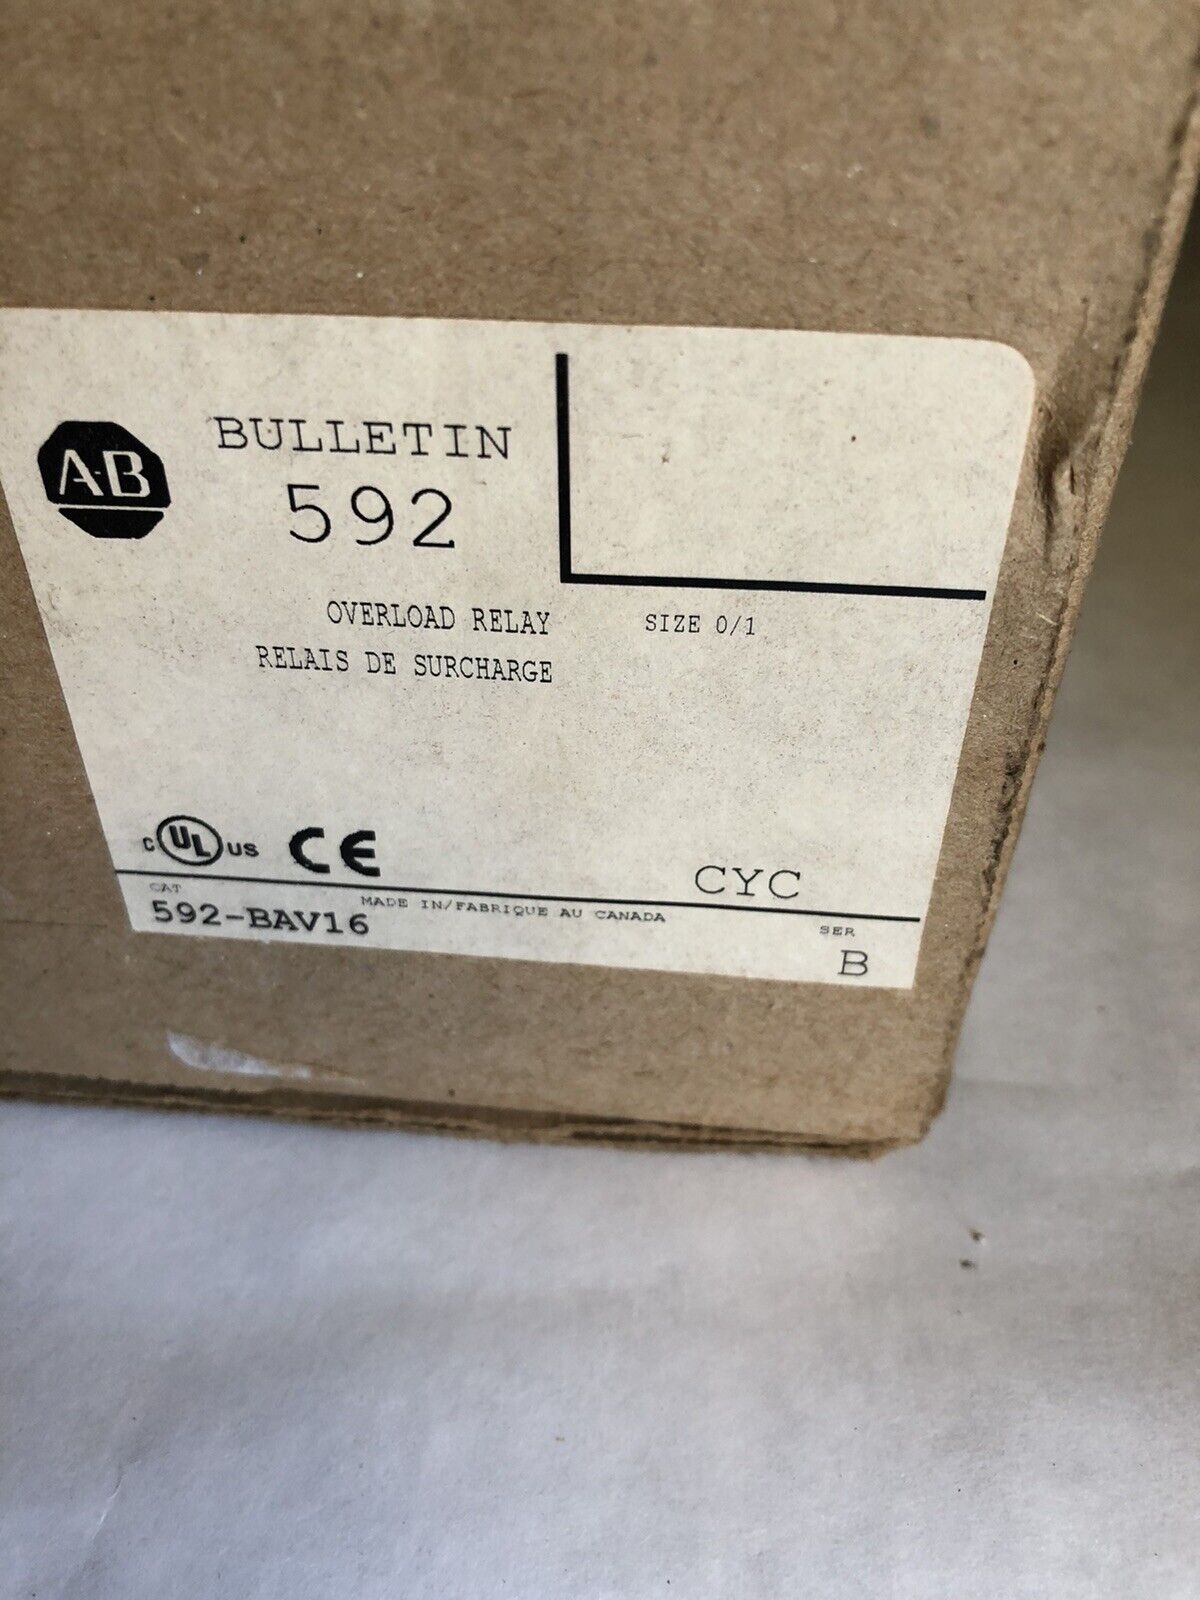 A-B
BULLETIN
592
OVERLOAD RELAY
RELAIS DE SURCHARGE
SIZE 0/1
C UL US CE
CYC
CAT
592-BAV16
MADE IN/FABRIQUE AU CANADA
SER
B